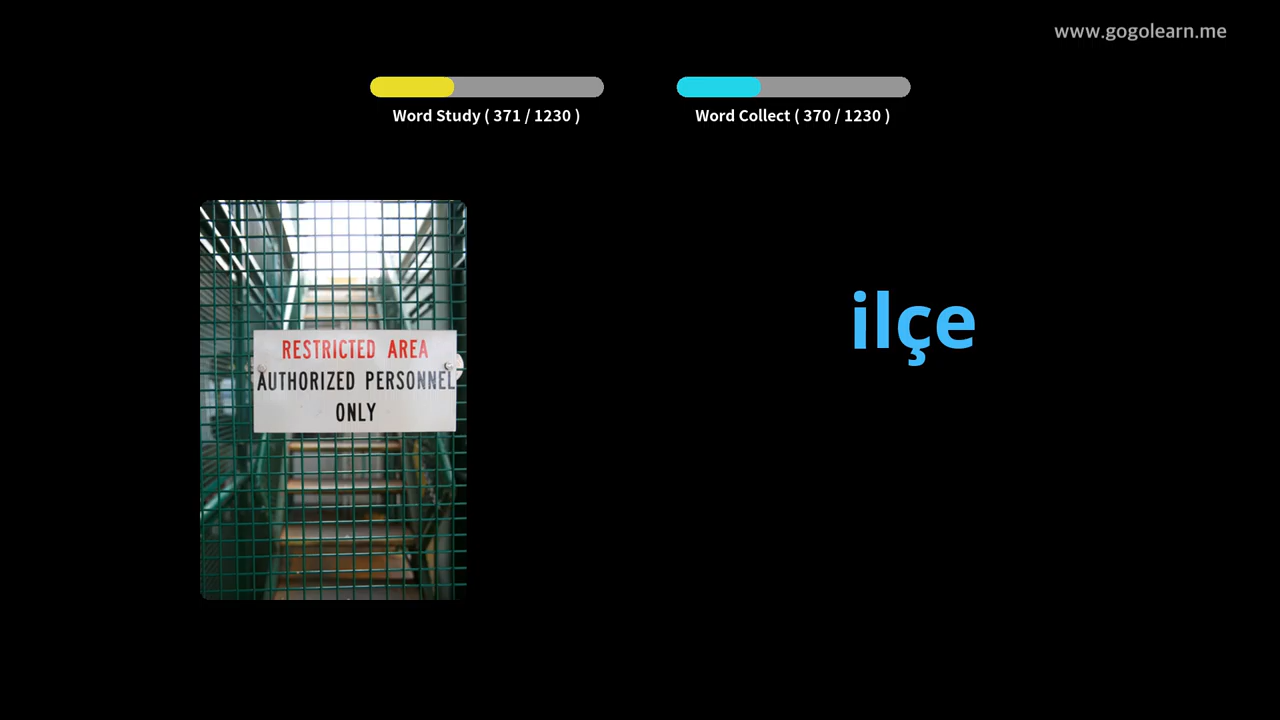 www.gogolearn.me
Word Study ( 371 / 1230 )
Word Collect ( 370 / 1230 )
RESTRICTED AREA
AUTHORIZED PERSONNEL
ONLY
ilçe